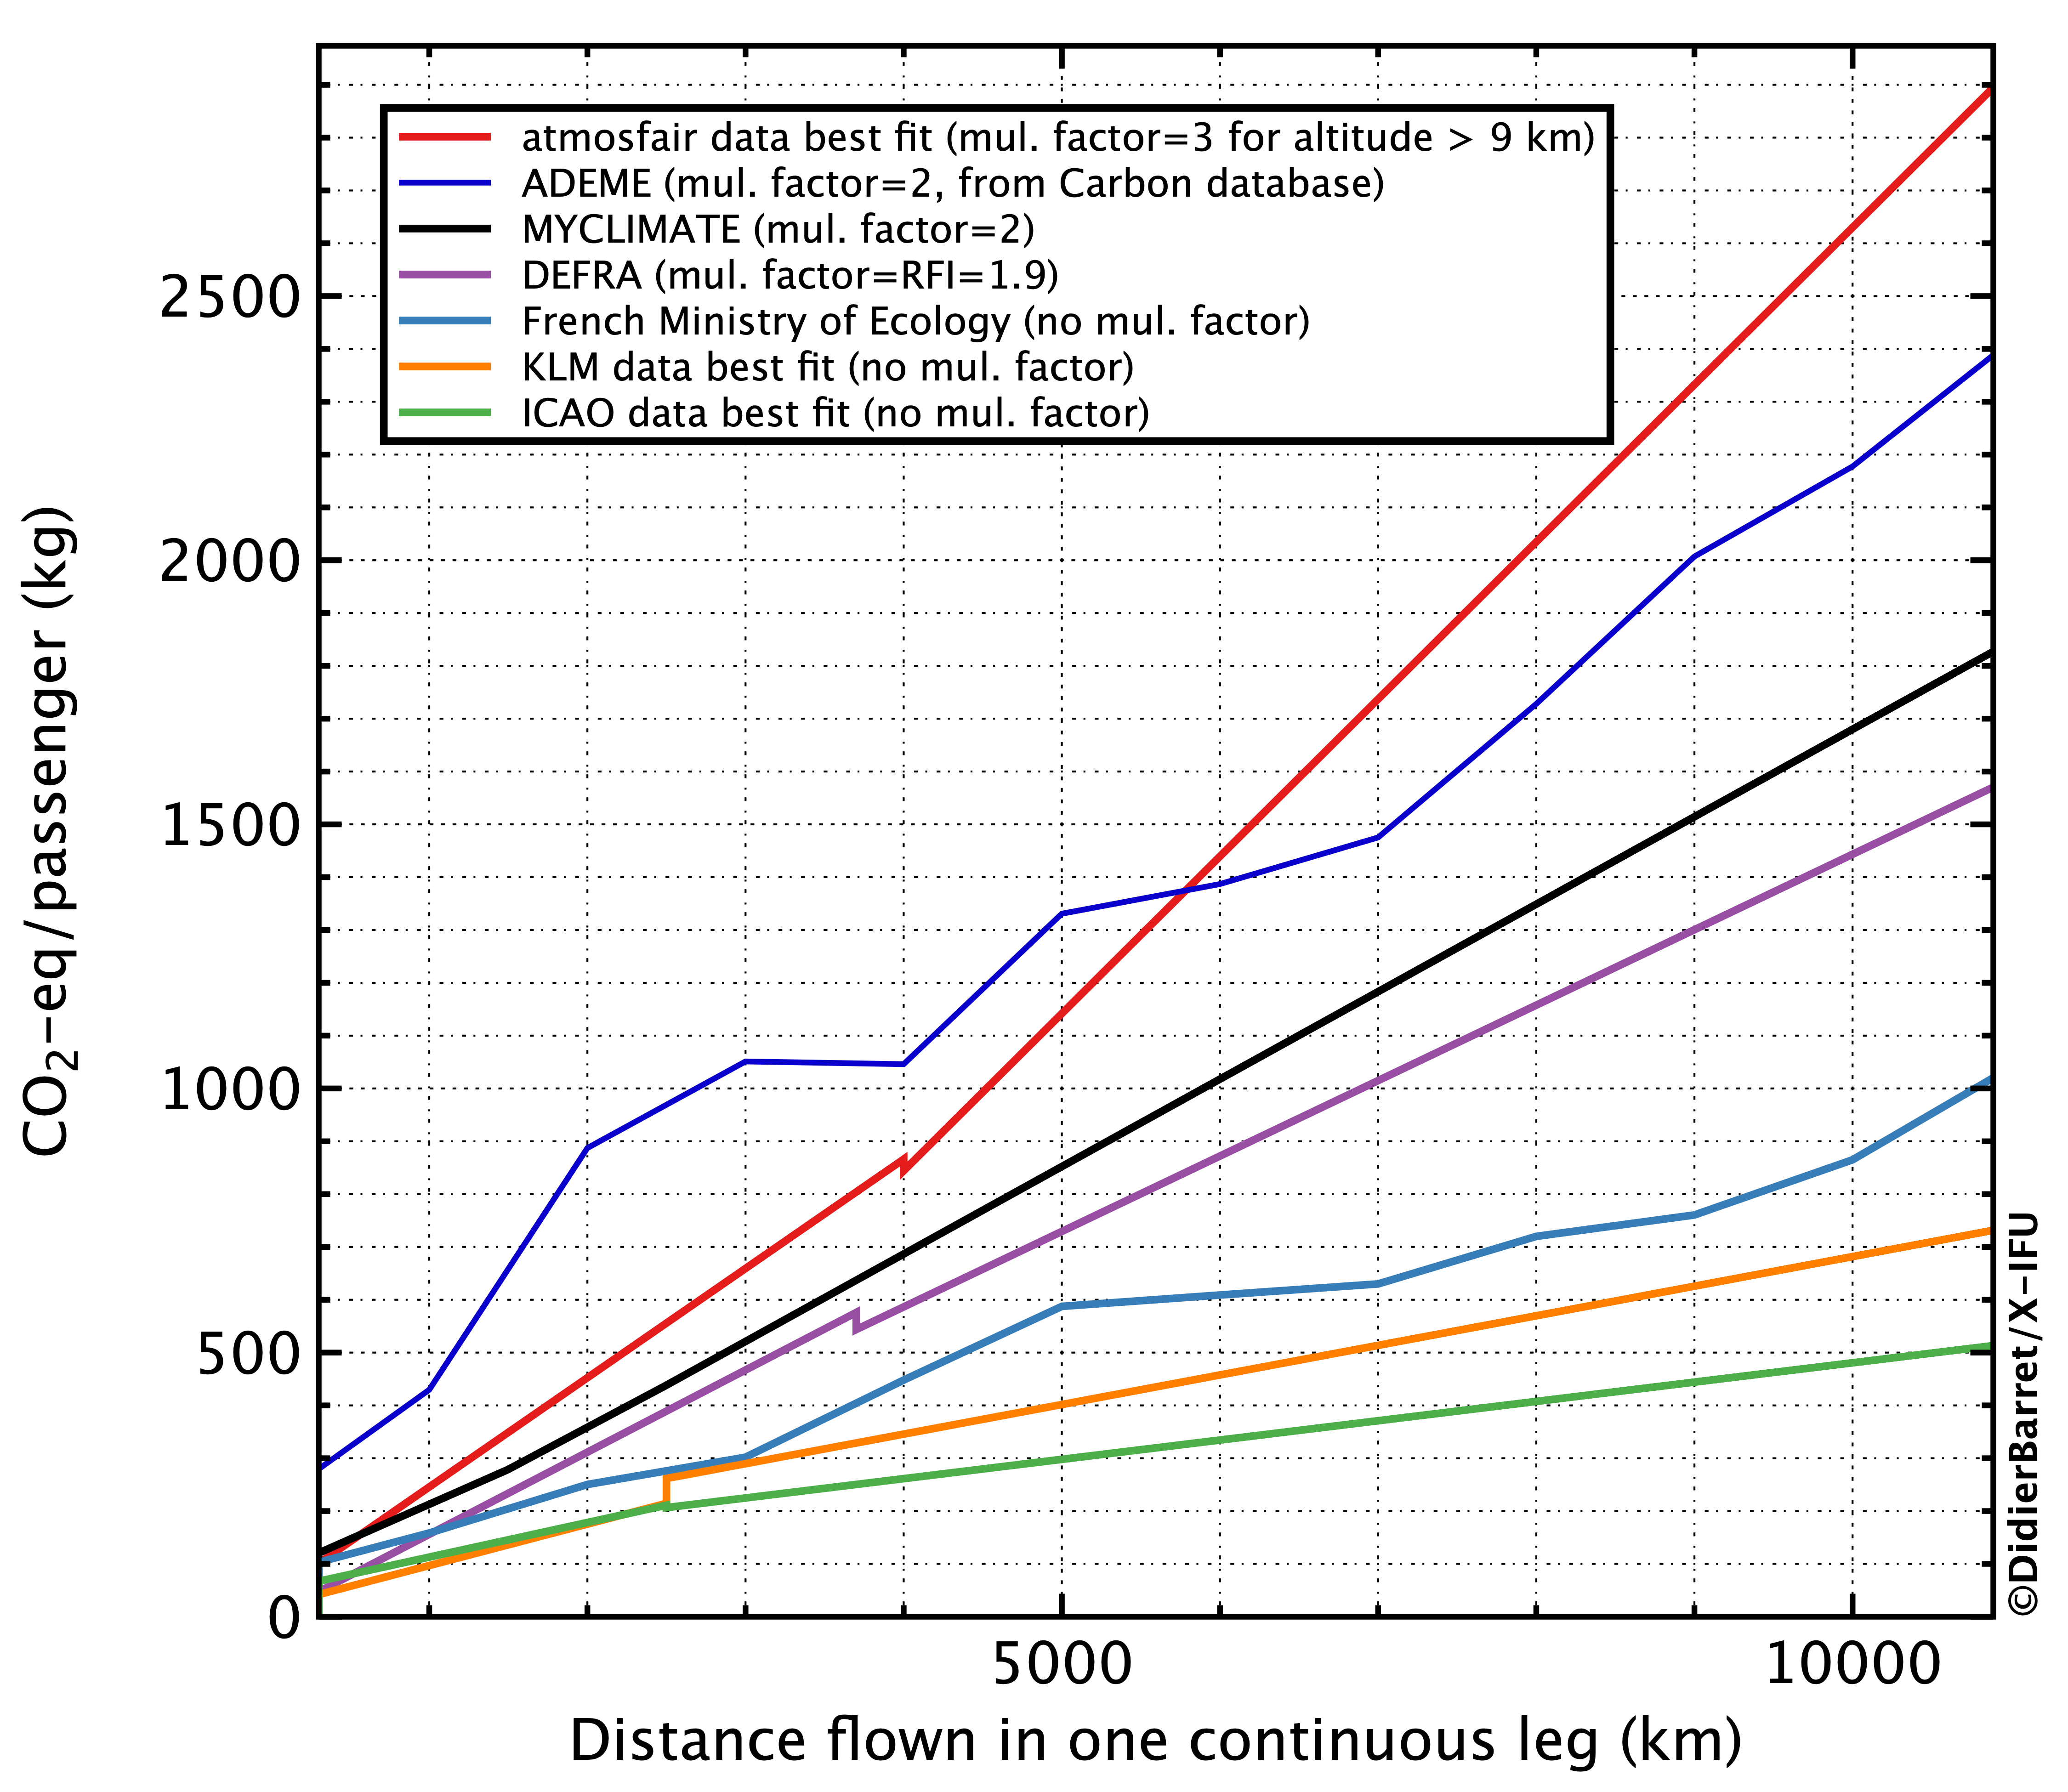 atmosfair data best fit (mul. factor=3 for altitude > 9 km)
ADEME (mul. factor=2, from Carbon database)
MYCLIMATE (mul. factor=2)
DEFRA (mul. factor=RFI=1.9)
French Ministry of Ecology (no mul. factor)
KLM data best fit (no mul. factor)
ICAO data best fit (no mul. factor)
CO₂-eq/passenger (kg)
2500
2000
1500
1000
500
0
5000
10000
Distance flown in one continuous leg (km)
©DidierBarret/X-IFU